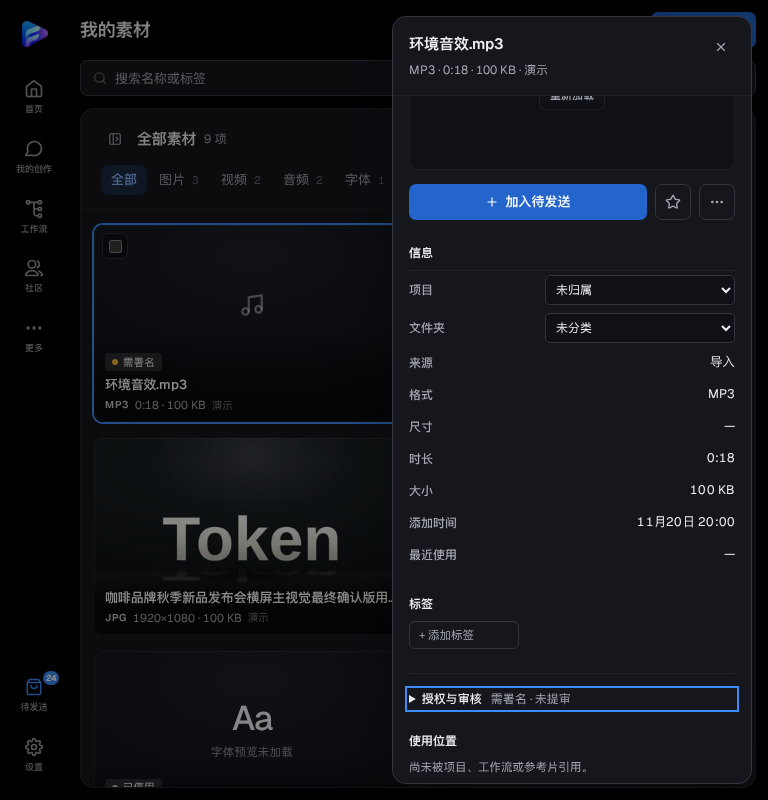 我的素材
首页
我的创作
工作流
社区
更多
24
待发送
设置
搜索名称或标签
全部素材 9 项
全部 图片 3 视频 2 音频 2 字体 1
需署名
环境音效.mp3
MP3 0:18 · 100 KB 演示
Token
咖啡品牌秋季新品发布会横屏主视觉最终确认版用...
JPG 1920×1080 · 100 KB 演示
Aa
字体预览未加载
已停用
环境音效.mp3
MP3 · 0:18 · 100 KB · 演示
重新加载
+ 加入待发送
信息
项目 未归属
文件夹 未分类
来源 导入
格式 MP3
尺寸 —
时长 0:18
大小 100 KB
添加时间 11月20日 20:00
最近使用 —
标签
+ 添加标签
授权与审核 需署名 · 未提审
使用位置
尚未被项目、工作流或参考片引用。